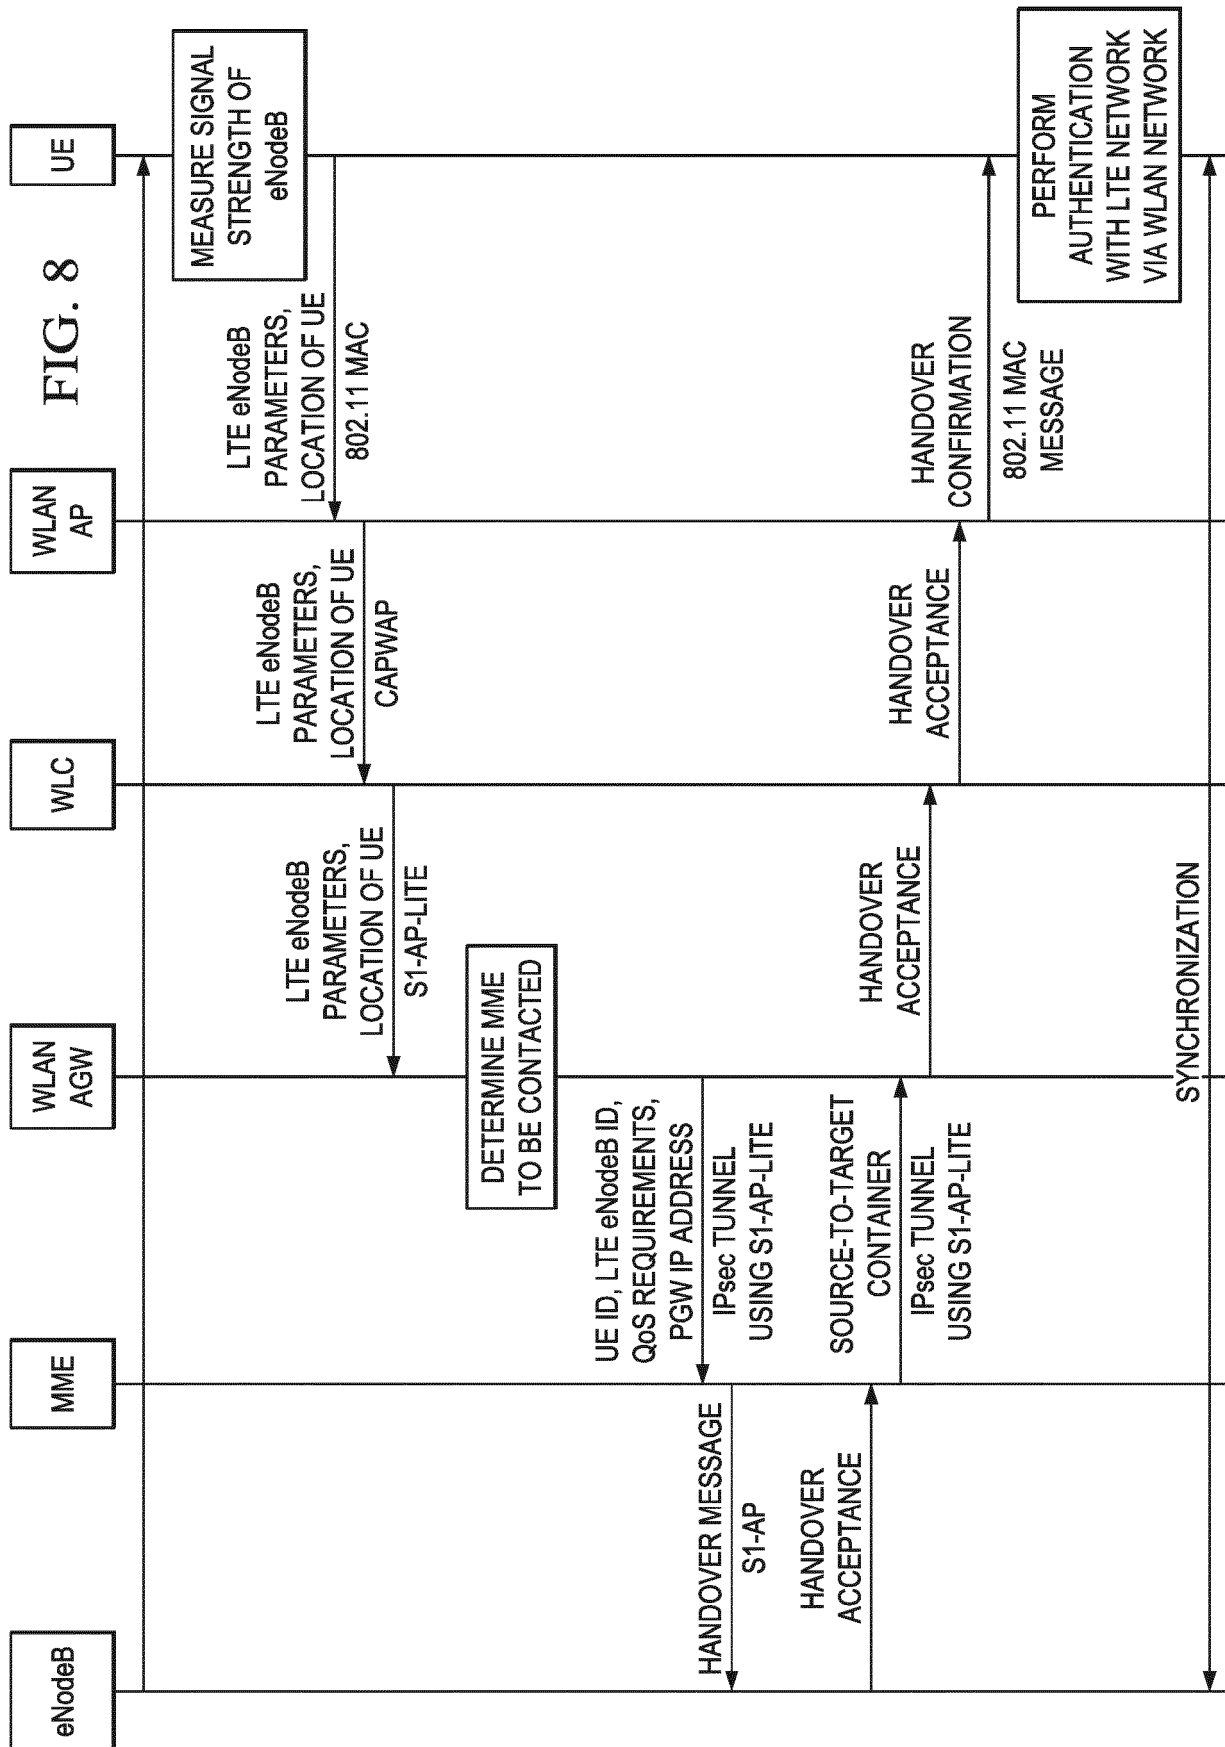 FIG. 8
eNodeB
MME
WLAN
AGW
WLC
WLAN
AP
UE
MEASURE SIGNAL
STRENGTH OF
eNodeB
LTE eNodeB
PARAMETERS,
LOCATION OF UE
802.11 MAC
LTE eNodeB
PARAMETERS,
LOCATION OF UE
CAPWAP
LTE eNodeB
PARAMETERS,
LOCATION OF UE
S1-AP-LITE
DETERMINE MME
TO BE CONTACTED
UE ID, LTE eNodeB ID,
QoS REQUIREMENTS,
PGW IP ADDRESS
IPsec TUNNEL
USING S1-AP-LITE
HANDOVER MESSAGE
S1-AP
HANDOVER
ACCEPTANCE
SOURCE-TO-TARGET
CONTAINER
IPsec TUNNEL
USING S1-AP-LITE
HANDOVER
ACCEPTANCE
HANDOVER
ACCEPTANCE
HANDOVER
CONFIRMATION
802.11 MAC
MESSAGE
PERFORM
AUTHENTICATION
WITH LTE NETWORK
VIA WLAN NETWORK
SYNCHRONIZATION